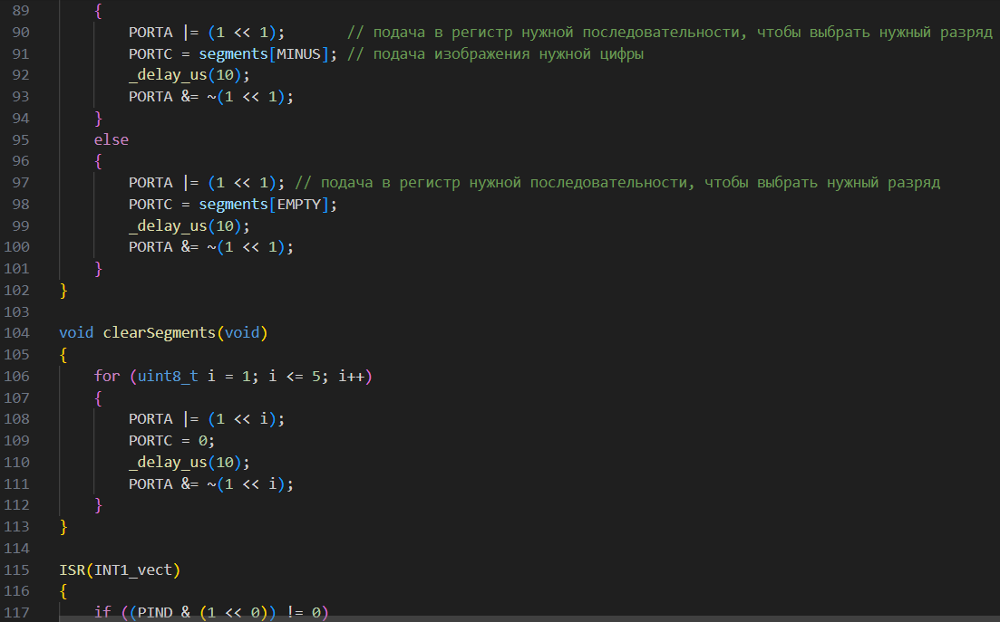 89 {
90 PORTA |= (1 << 1); // подача в регистр нужной последовательности, чтобы выбрать нужный разряд
91 PORTC = segments[MINUS]; // подача изображения нужной цифры
92 _delay_us(10);
93 PORTA &= ~(1 << 1);
94 }
95 else
96 {
97 PORTA |= (1 << 1); // подача в регистр нужной последовательности, чтобы выбрать нужный разряд
98 PORTC = segments[EMPTY];
99 _delay_us(10);
100 PORTA &= ~(1 << 1);
101 }
102 }
103
104 void clearSegments(void)
105 {
106 for (uint8_t i = 1; i <= 5; i++)
107 {
108 PORTA |= (1 << i);
109 PORTC = 0;
110 _delay_us(10);
111 PORTA &= ~(1 << i);
112 }
113 }
114
115 ISR(INT1_vect)
116 {
117 if ((PIND & (1 << 0)) != 0)